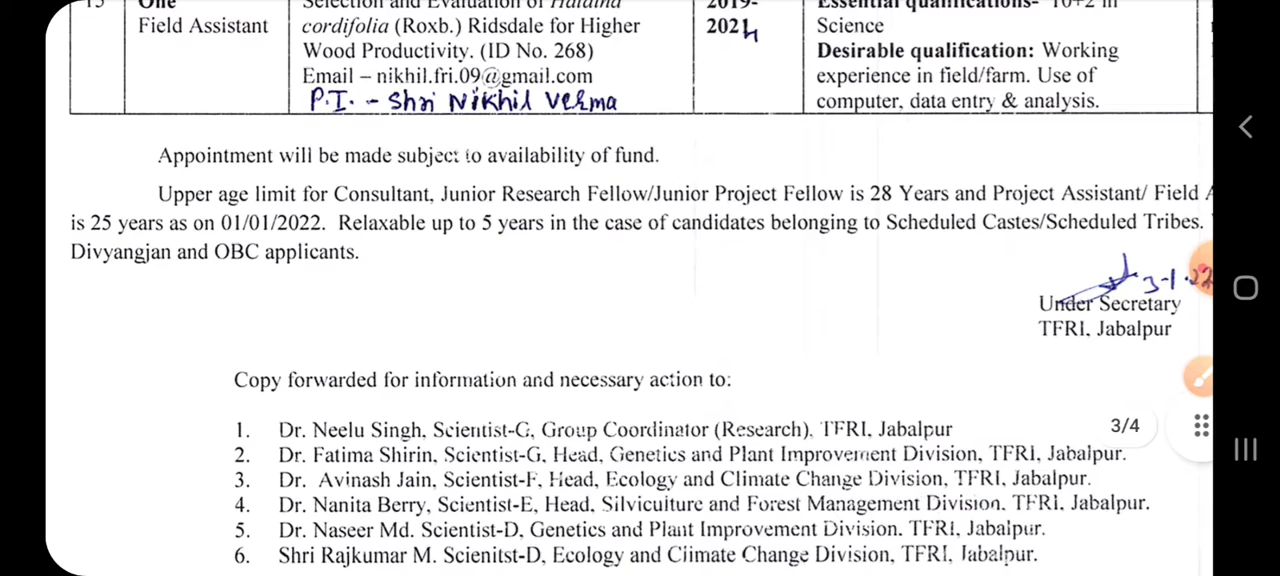 15 One
Field Assistant
Selection and Evaluation of Haldina
cordifolia (Roxb.) Ridsdale for Higher
Wood Productivity. (ID No. 268)
Email – nikhil.fri.09@gmail.com
P.I. - Shri Nikhil Verma
2019-
2024
Essential qualifications- 10+2 in
Science
Desirable qualification: Working
experience in field/farm. Use of
computer, data entry & analysis.
Appointment will be made subject to availability of fund.
Upper age limit for Consultant, Junior Research Fellow/Junior Project Fellow is 28 Years and Project Assistant/ Field A
is 25 years as on 01/01/2022. Relaxable up to 5 years in the case of candidates belonging to Scheduled Castes/Scheduled Tribes.
Divyangjan and OBC applicants.
3-1-22
Under Secretary
TFRI, Jabalpur
Copy forwarded for information and necessary action to:
1. Dr. Neelu Singh, Scientist-G, Group Coordinator (Research), TFRI, Jabalpur
3/4
2. Dr. Fatima Shirin, Scientist-G, Head, Genetics and Plant Improvement Division, TFRI, Jabalpur.
3. Dr. Avinash Jain, Scientist-F, Head, Ecology and Climate Change Division, TFRI, Jabalpur.
4. Dr. Nanita Berry, Scientist-E, Head, Silviculture and Forest Management Division. TFRI, Jabalpur.
5. Dr. Naseer Md. Scientist-D, Genetics and Plant Improvement Division. TFRI, Jabalpur.
6. Shri Rajkumar M. Scienitst-D, Ecology and Climate Change Division, TFRI, Jabalpur.